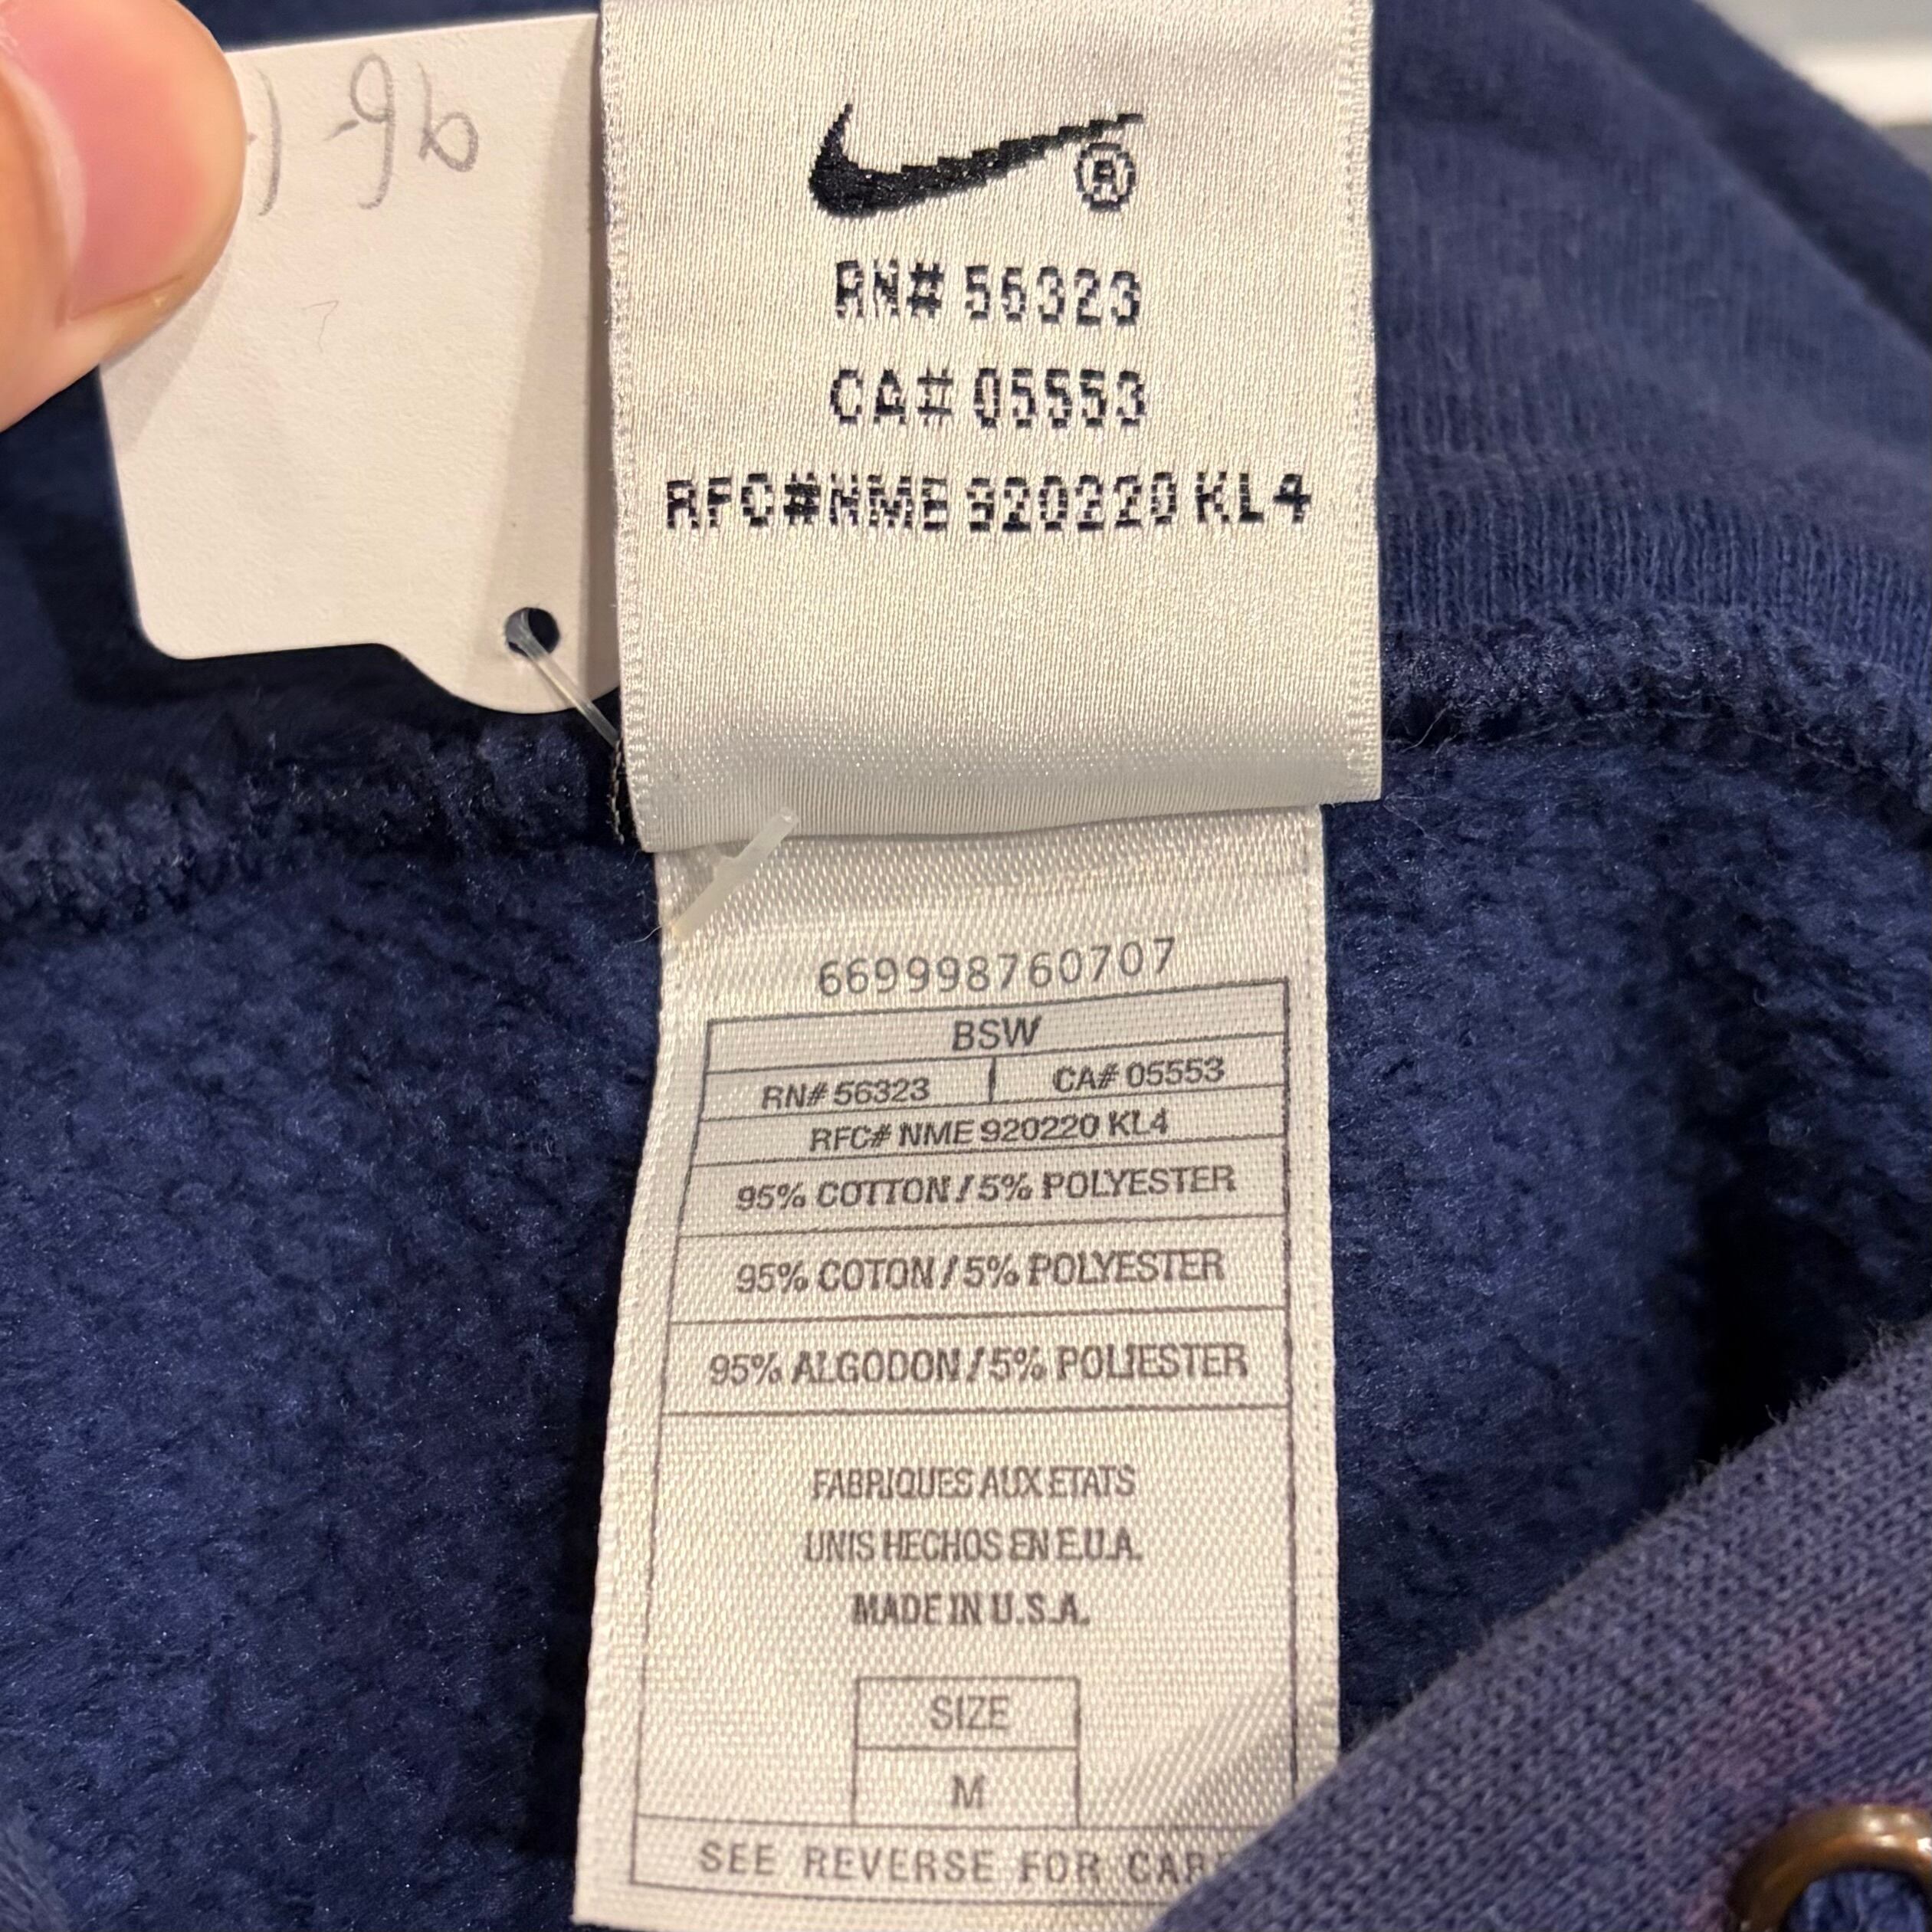 ®
RN# 56323
CA# 05553
RFC#NME 920220 KL4
669998760707
BSW
RN# 56323 CA# 05553
RFC# NME 920220 KL4
95% COTTON / 5% POLYESTER
95% COTON / 5% POLYESTER
95% ALGODON / 5% POLIESTER
FABRIQUES AUX ETATS
UNIS HECHOS EN E.U.A.
MADE IN U.S.A.
SIZE
M
SEE REVERSE FOR CAR